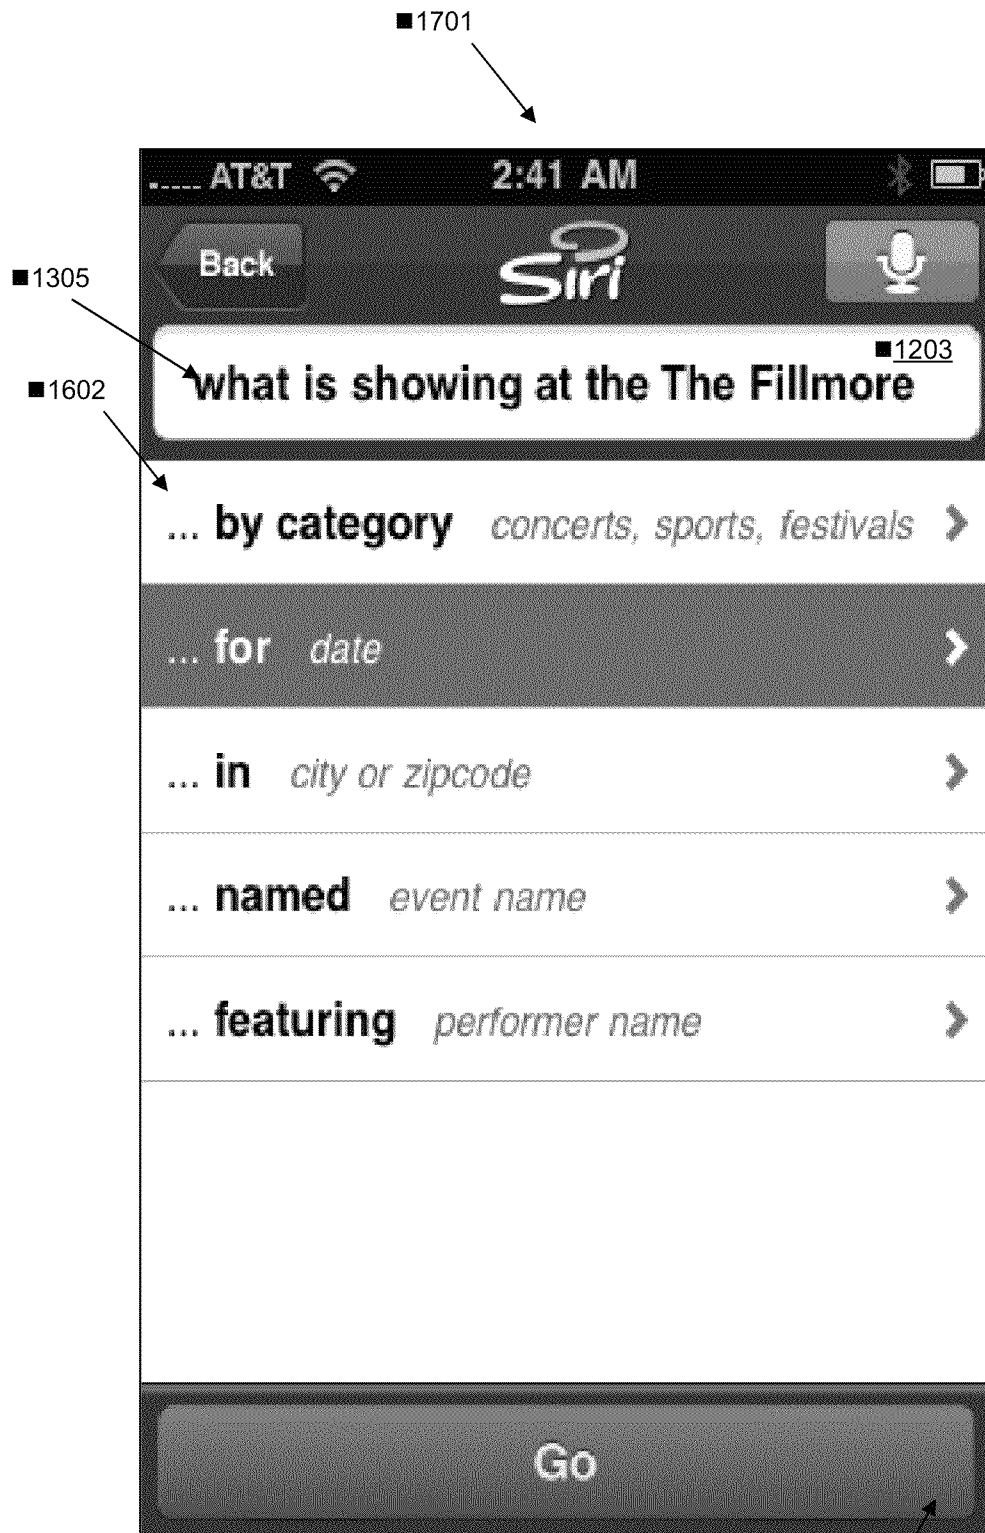 ■1701
..... AT&T 2:41 AM
Back Siri
■1305
■1203
what is showing at the The Fillmore
■1602
... by category concerts, sports, festivals
... for date
... in city or zipcode
... named event name
... featuring performer name
Go